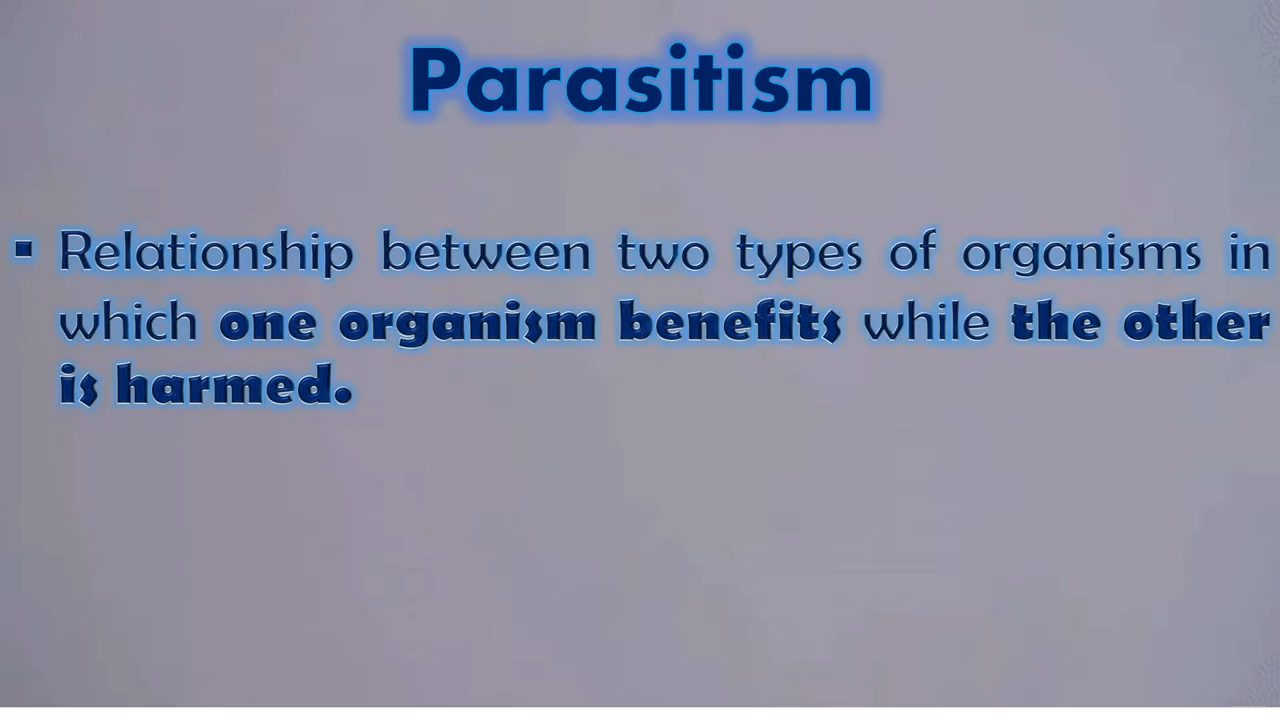 Parasitism
▪ Relationship between two types of organisms in
which one organism benefits while the other
is harmed.